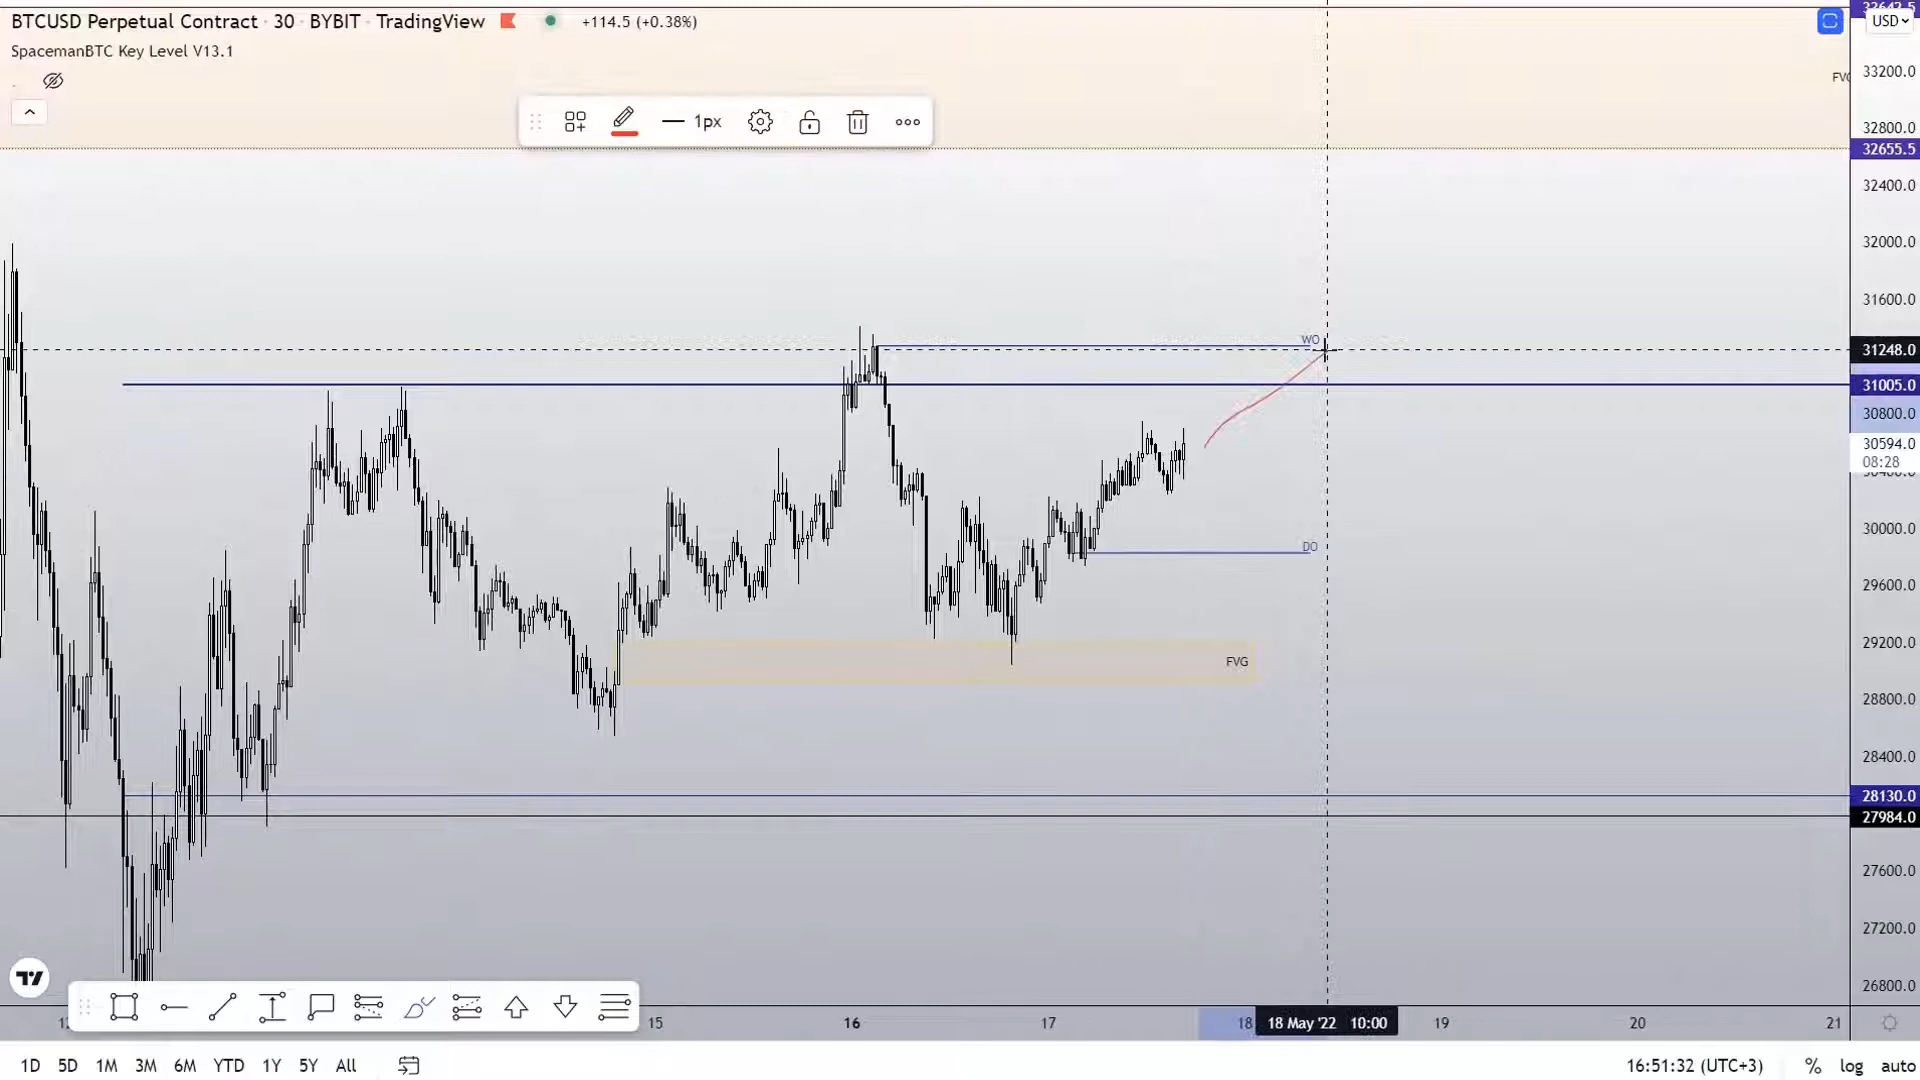 BTCUSD Perpetual Contract · 30 · BYBIT · TradingView +114.5 (+0.38%)
SpacemanBTC Key Level V13.1
USD
33200.0
32800.0
32655.5
32400.0
32000.0
31600.0
31248.0
31005.0
30800.0
30594.0
08:28
30000.0
29600.0
29200.0
28800.0
28400.0
28130.0
27984.0
27600.0
27200.0
26800.0
1px
WO
DO
FVG
15 16 17 18 18 May '22 10:00 19 20 21
1D 5D 1M 3M 6M YTD 1Y 5Y All 16:51:32 (UTC+3) % log auto